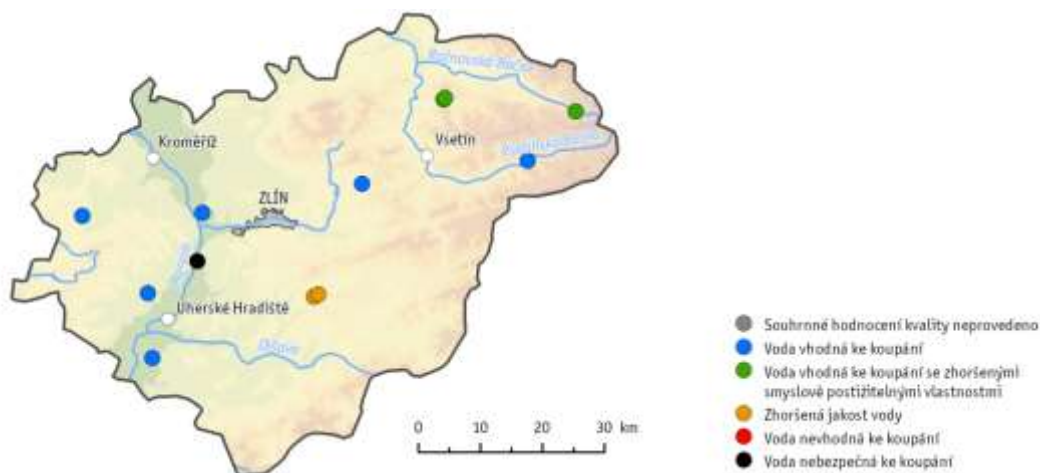 Kroměříž
Vsetín
ZLÍN
Uherské Hradiště
Olšava
0 10 20 30 km
Souhrnné hodnocení kvality neprovedeno
Voda vhodná ke koupání
Voda vhodná ke koupání se zhoršenými
smyslově postižitelnými vlastnostmi
Zhoršená jakost vody
Voda nevhodná ke koupání
Voda nebezpečná ke koupání